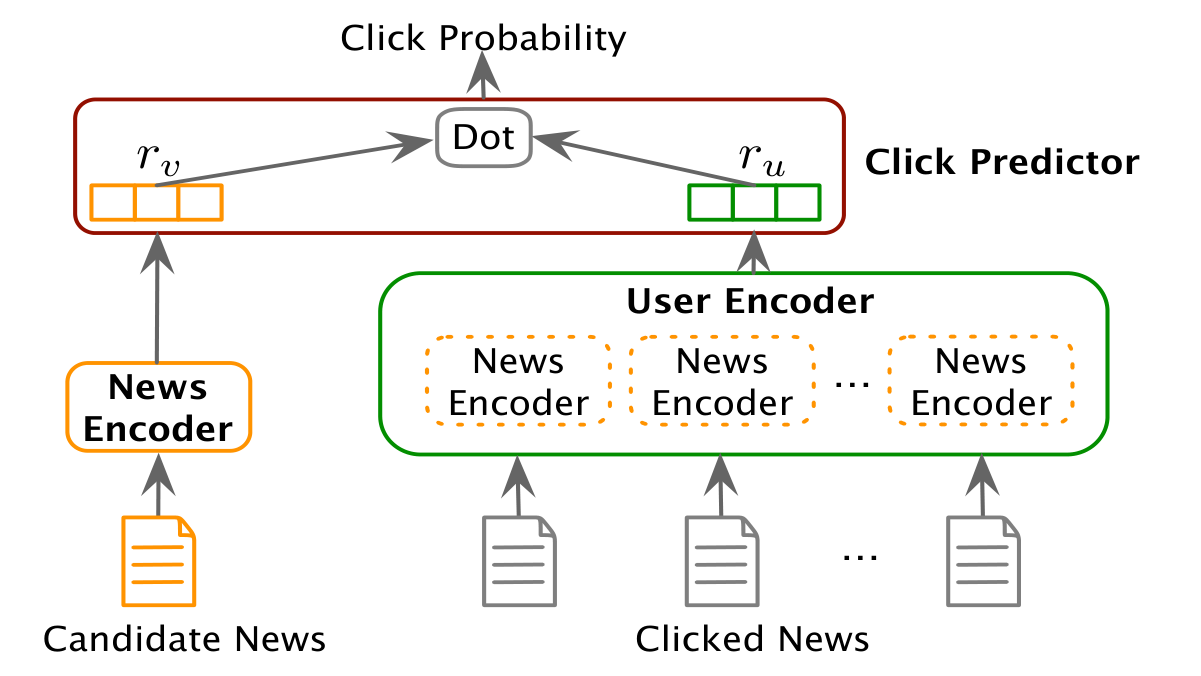 Click Probability
Dot
r_v
r_u
Click Predictor
User Encoder
News
Encoder
News
Encoder
News
Encoder
...
News
Encoder
...
Candidate News
Clicked News